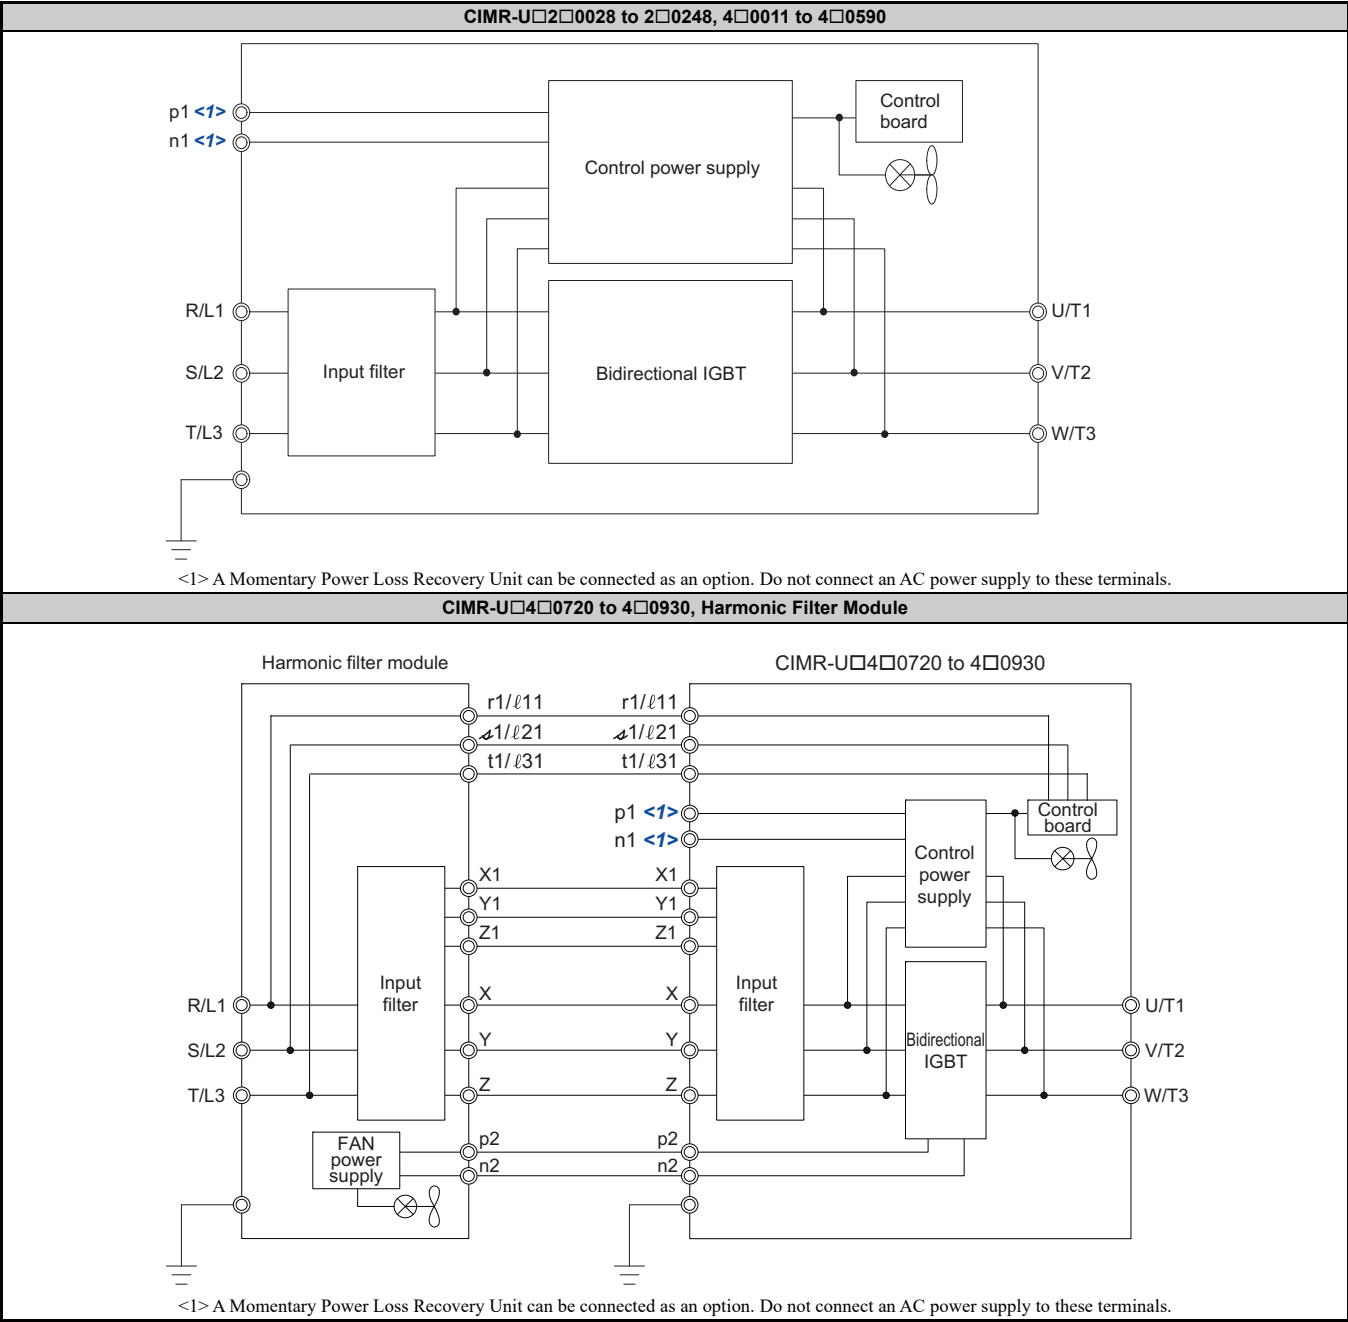 CIMR-U□2□0028 to 2□0248, 4□0011 to 4□0590
p1 <1>
n1 <1>
Control power supply
Control
board
R/L1
S/L2
T/L3
Input filter
Bidirectional IGBT
U/T1
V/T2
W/T3
<1> A Momentary Power Loss Recovery Unit can be connected as an option. Do not connect an AC power supply to these terminals.
CIMR-U□4□0720 to 4□0930, Harmonic Filter Module
Harmonic filter module
CIMR-U□4□0720 to 4□0930
r1/ℓ11
r1/ℓ11
s1/ℓ21
s1/ℓ21
t1/ℓ31
t1/ℓ31
p1 <1>
n1 <1>
Control
board
Control
power
supply
X1
X1
Y1
Y1
Z1
Z1
Input
filter
Input
filter
X
X
Y
Y
Z
Z
R/L1
S/L2
T/L3
Bidirectional
IGBT
U/T1
V/T2
W/T3
FAN
power
supply
p2
p2
n2
n2
<1> A Momentary Power Loss Recovery Unit can be connected as an option. Do not connect an AC power supply to these terminals.